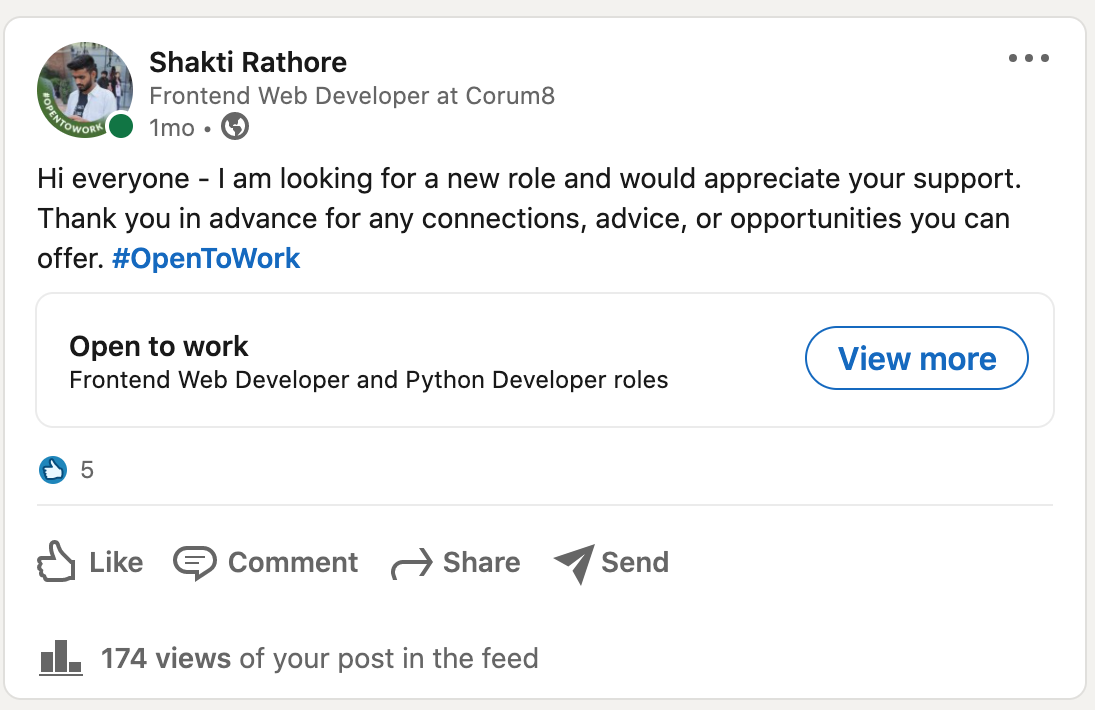 Shakti Rathore
Frontend Web Developer at Corum8
1mo •
#OPENTOWORK
Hi everyone - I am looking for a new role and would appreciate your support.
Thank you in advance for any connections, advice, or opportunities you can
offer. #OpenToWork
Open to work
Frontend Web Developer and Python Developer roles
View more
5
Like Comment Share Send
174 views of your post in the feed